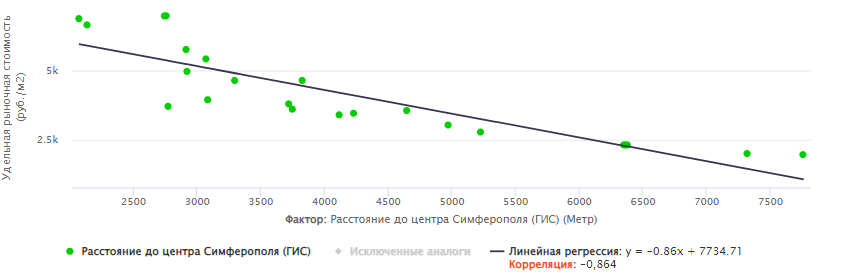 Удельная рыночная стоимость
(руб./м2)
5k
2.5k
2500 3000 3500 4000 4500 5000 5500 6000 6500 7000 7500
Фактор: Расстояние до центра Симферополя (ГИС) (Метр)
Расстояние до центра Симферополя (ГИС) Исключенные аналоги Линейная регрессия: y = -0.86x + 7734.71
Корреляция: -0,864